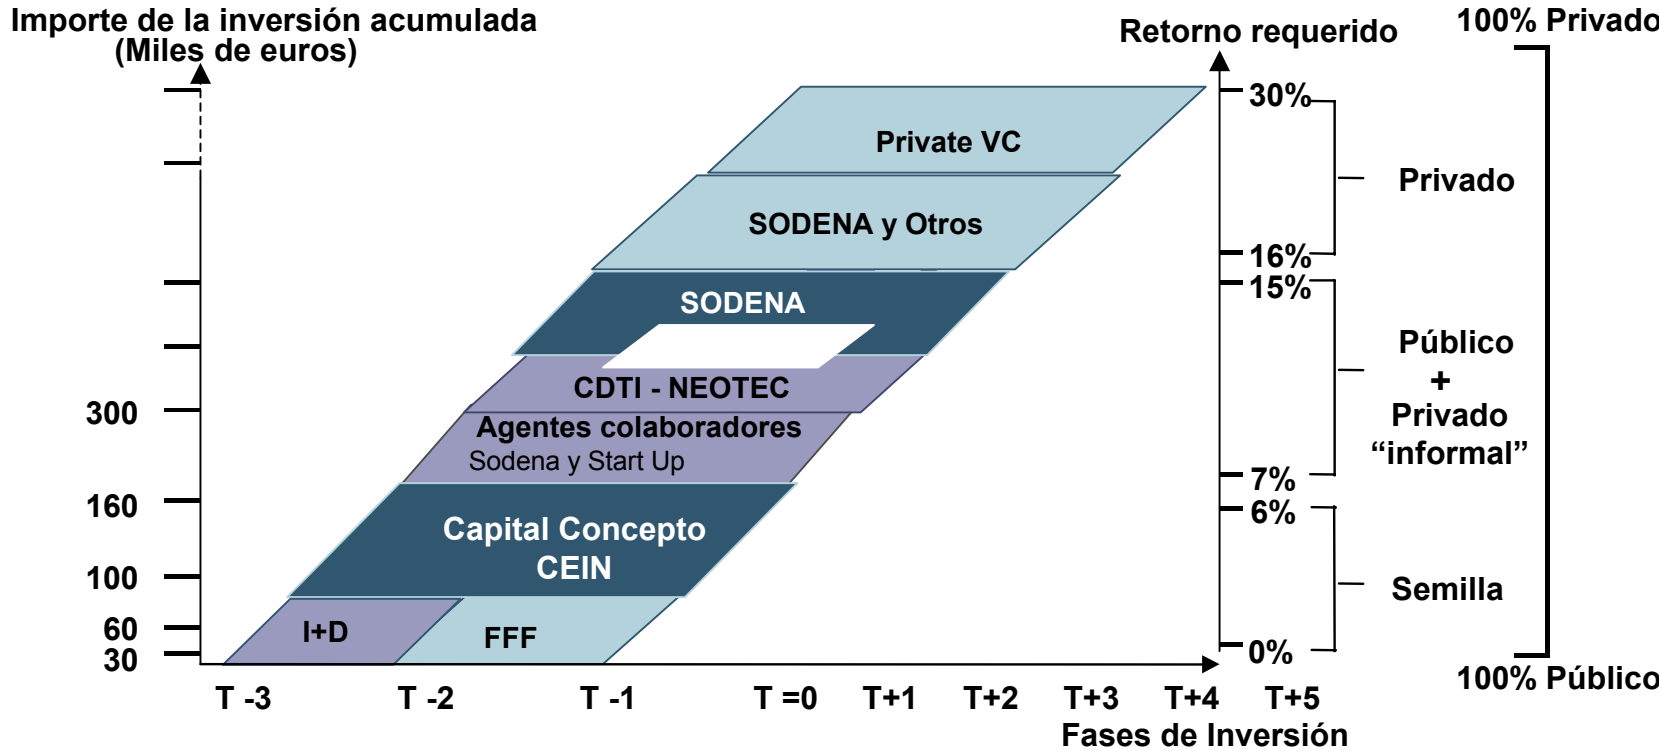 Importe de la inversión acumulada
(Miles de euros)
Retorno requerido
100% Privado
30%
Private VC
Privado
SODENA y Otros
16%
15%
SODENA
Público
+
Privado
“informal”
CDTI - NEOTEC
300
Agentes colaboradores
Sodena y Start Up
7%
160
6%
Capital Concepto
CEIN
100
Semilla
60
I+D
FFF
30
0%
100% Público
T -3
T -2
T -1
T =0
T+1
T+2
T+3
T+4
T+5
Fases de Inversión